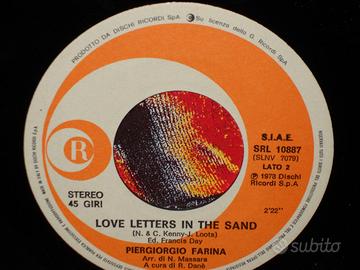 PRODOTTO DA DISCHI RICORDI SpA
Su licenza della G. Ricordi SpA
R
STEREO
45 GIRI
S.I.A.E.
SRL 10887
(SLNV 7079)
LATO 2
℗ 1978 Dischi
Ricordi S.p.A
2'22"
LOVE LETTERS IN THE SAND
(N. & C. Kenny-J. Loots)
Ed. Francis Day
PIERGIORGIO FARINA
Arr. di N. Massara
A cura di R. Danè
subito